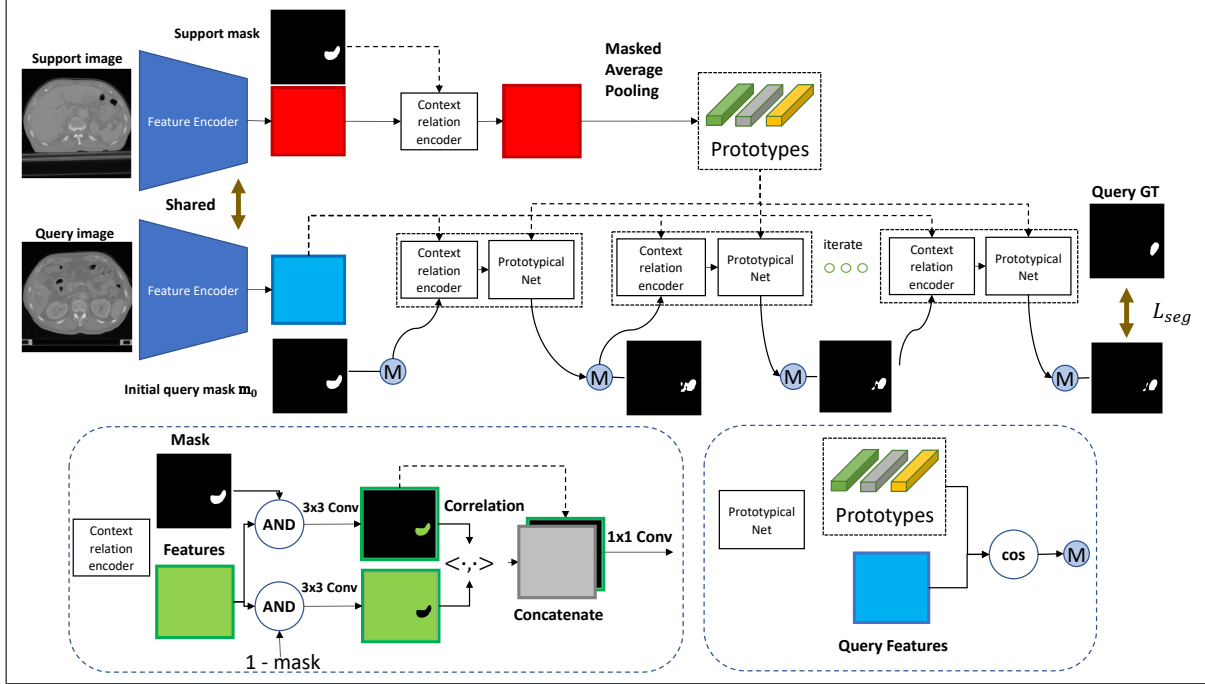 Support mask
Support image
Feature Encoder
Context
relation
encoder
Masked
Average
Pooling
Prototypes
Shared
Query GT
Query image
Feature Encoder
Context
relation
encoder
Prototypical
Net
Context
relation
encoder
Prototypical
Net
iterate
Context
relation
encoder
Prototypical
Net
L_{seg}
Initial query mask m_0
M
M
M
M
Mask
Context
relation
encoder
Features
AND
3x3 Conv
Correlation
<·,·>
1x1 Conv
AND
3x3 Conv
Concatenate
1 - mask
Prototypical
Net
Prototypes
cos
M
Query Features